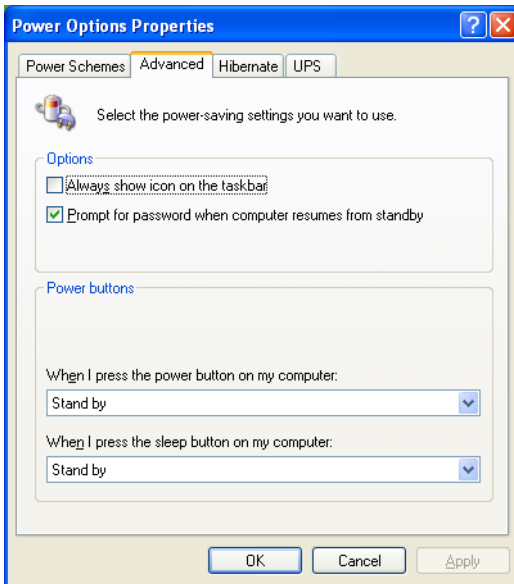 Power Options Properties
Power Schemes Advanced Hibernate UPS
Select the power-saving settings you want to use.
Options
Always show icon on the taskbar
Prompt for password when computer resumes from standby
Power buttons
When I press the power button on my computer:
Stand by
When I press the sleep button on my computer:
Stand by
OK Cancel Apply